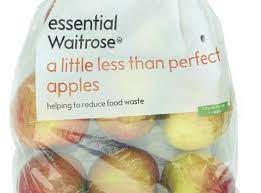 essential
Waitrose
a little less than perfect
apples
helping to reduce food waste